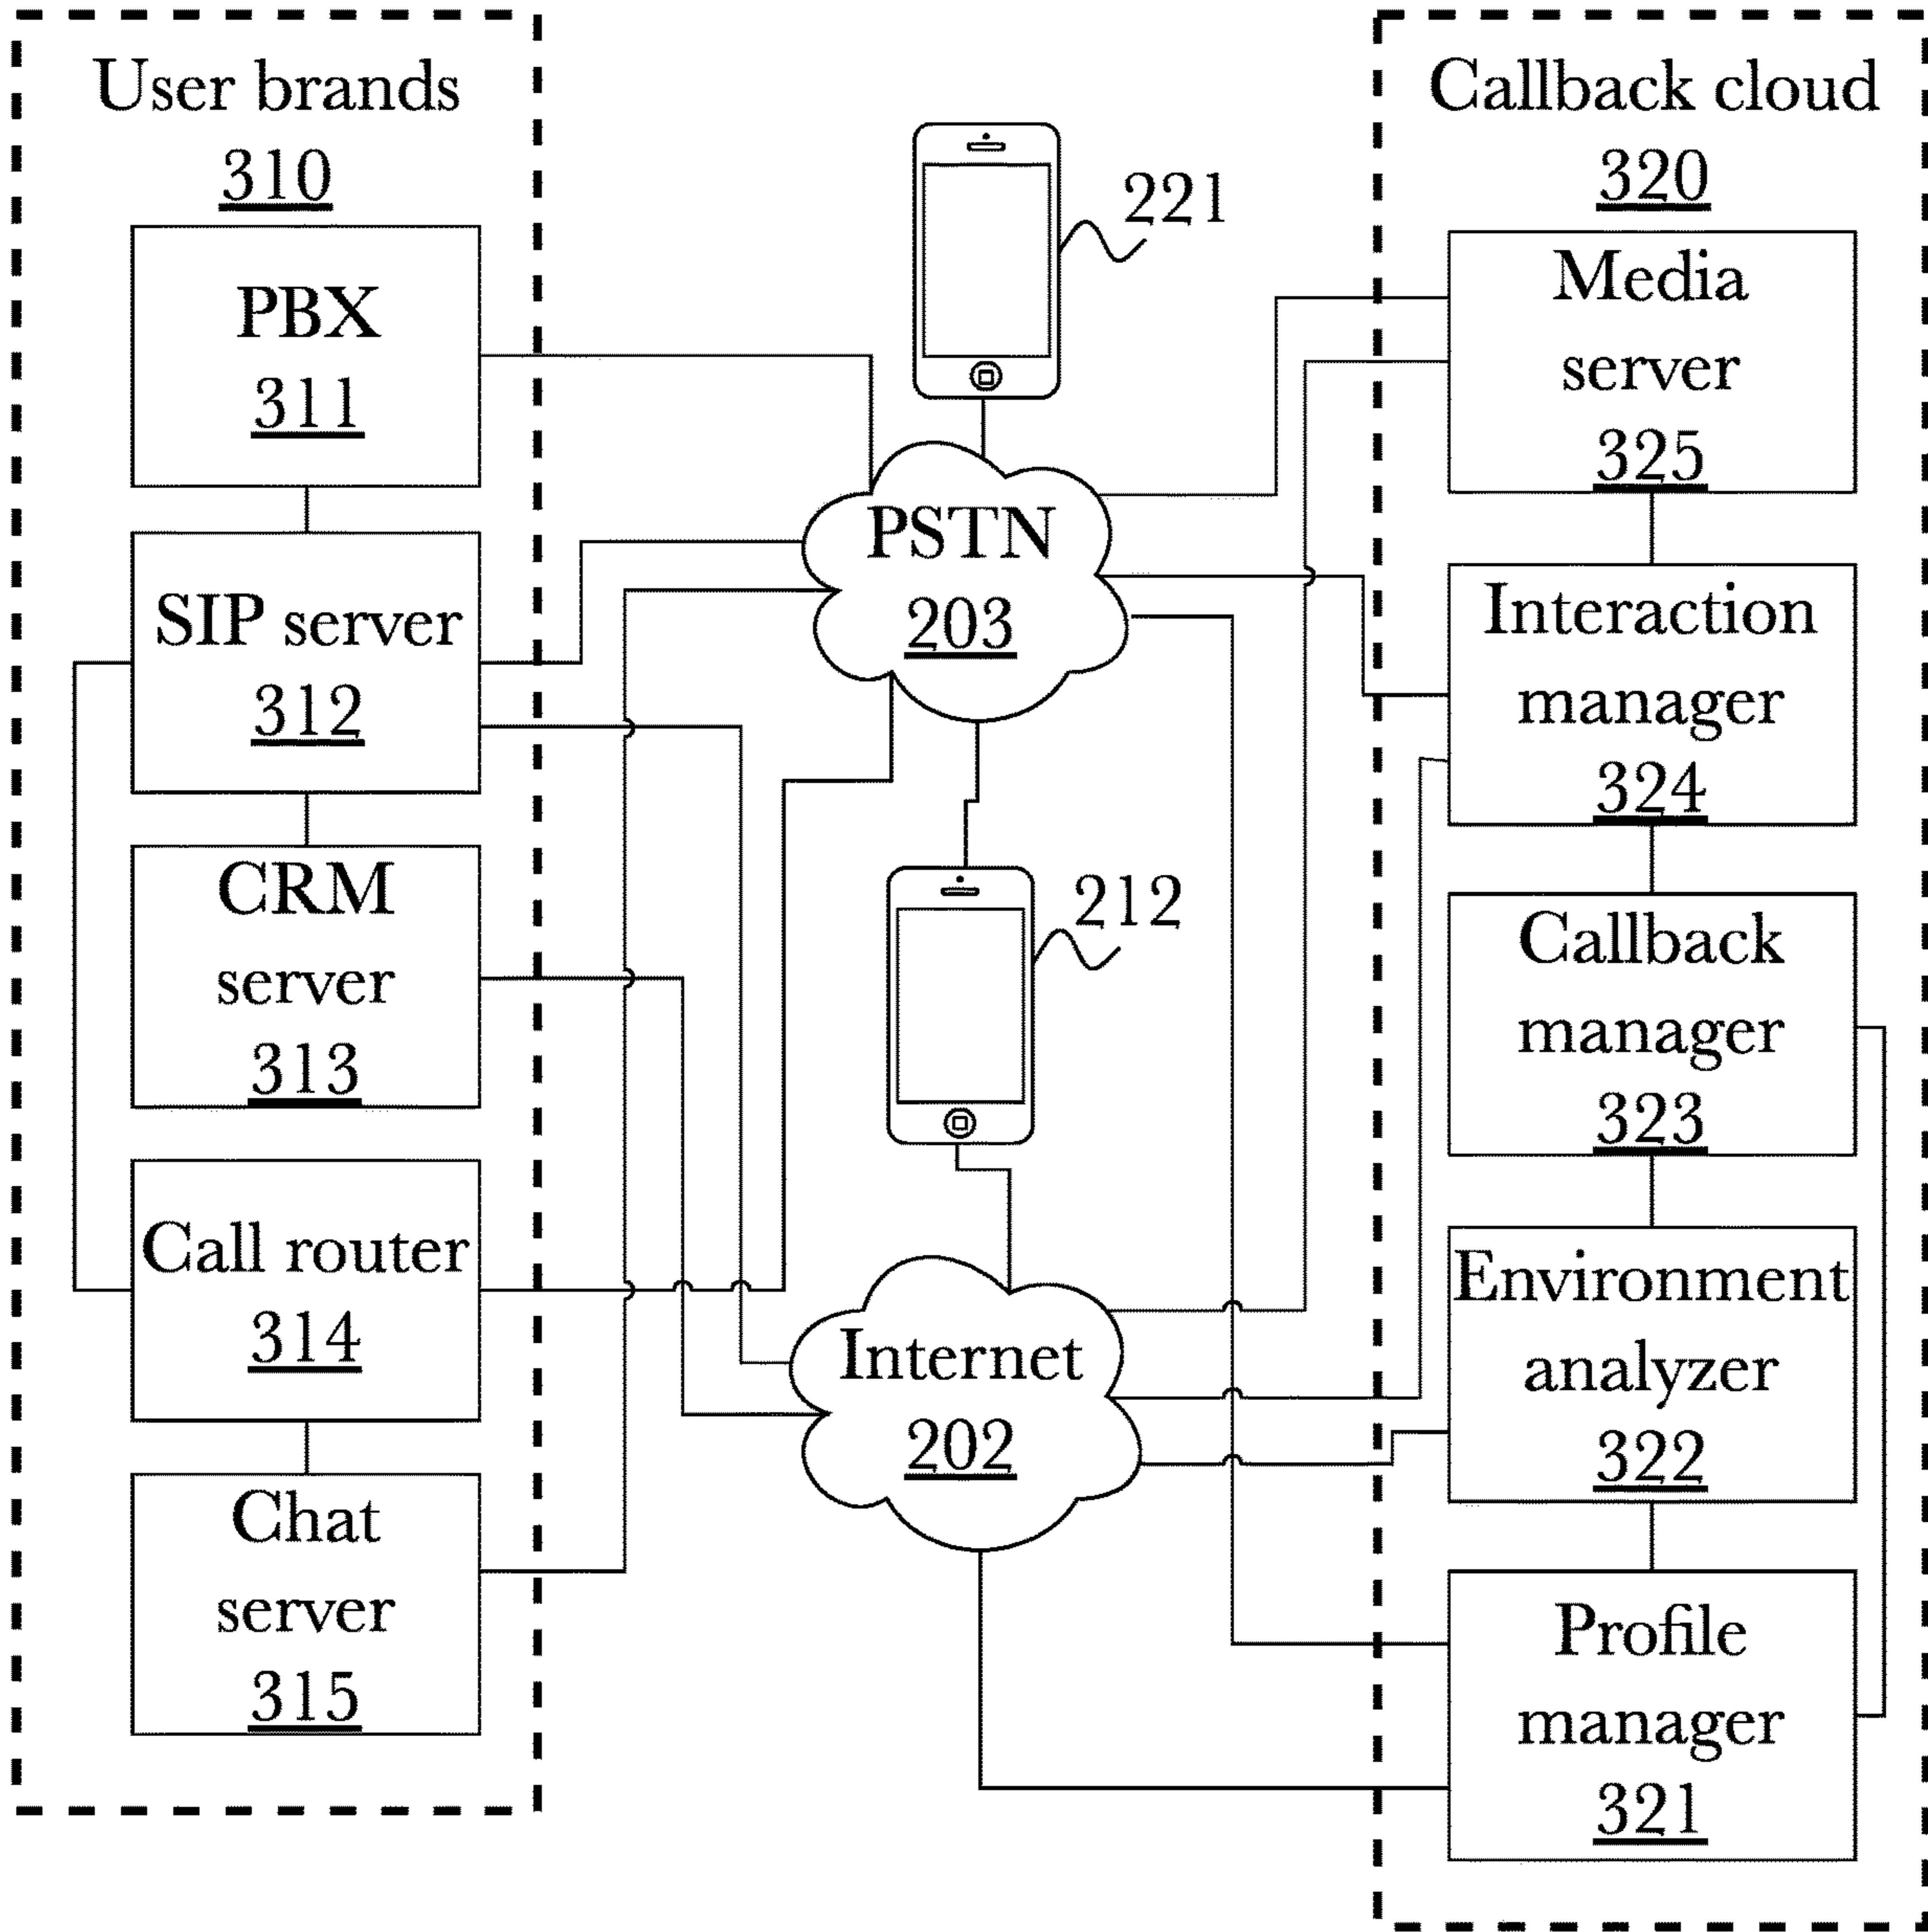 User brands
310
PBX
311
SIP server
312
CRM
server
313
Call router
314
Chat
server
315
221
PSTN
203
212
Internet
202
Callback cloud
320
Media
server
325
Interaction
manager
324
Callback
manager
323
Environment
analyzer
322
Profile
manager
321